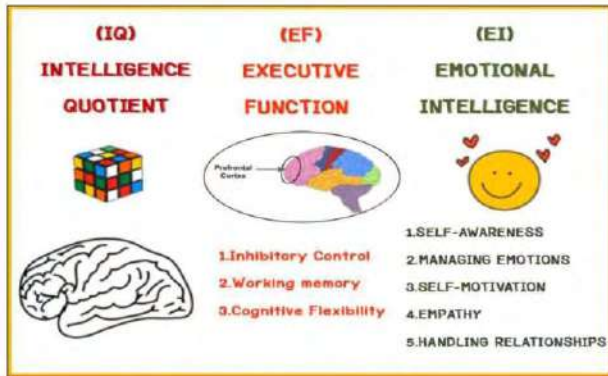 (IQ)
INTELLIGENCE
QUOTIENT
(EF)
EXECUTIVE
FUNCTION
Prefrontal
Cortex
1.Inhibitory Control
2.Working memory
3.Cognitive Flexibility
(EI)
EMOTIONAL
INTELLIGENCE
1.SELF-AWARENESS
2.MANAGING EMOTIONS
3.SELF-MOTIVATION
4.EMPATHY
5.HANDLING RELATIONSHIPS